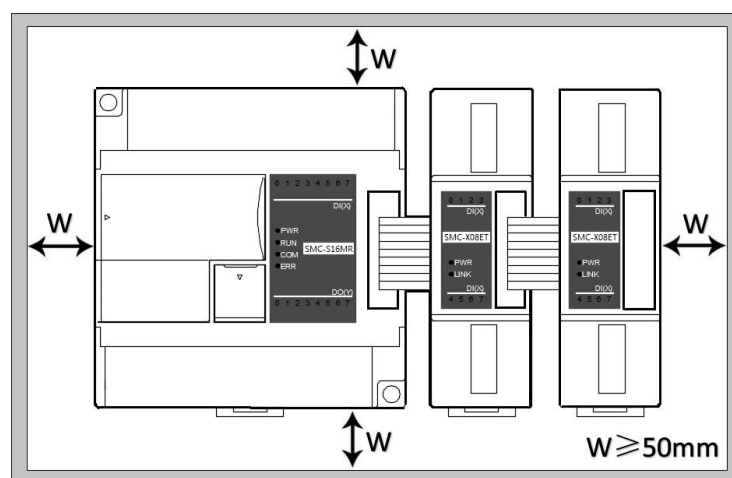 W
0 1 2 3 4 5 6 7
DI(X)
PWR
RUN
COM
ERR
SMC-S16MR
DO(Y)
0 1 2 3 4 5 6 7
0 1 2 3
DI(X)
SMC-X08ET
PWR
LINK
DI(X)
4 5 6 7
0 1 2 3
DI(X)
SMC-X08ET
PWR
LINK
DI(X)
4 5 6 7
W
W
W
W≥50mm